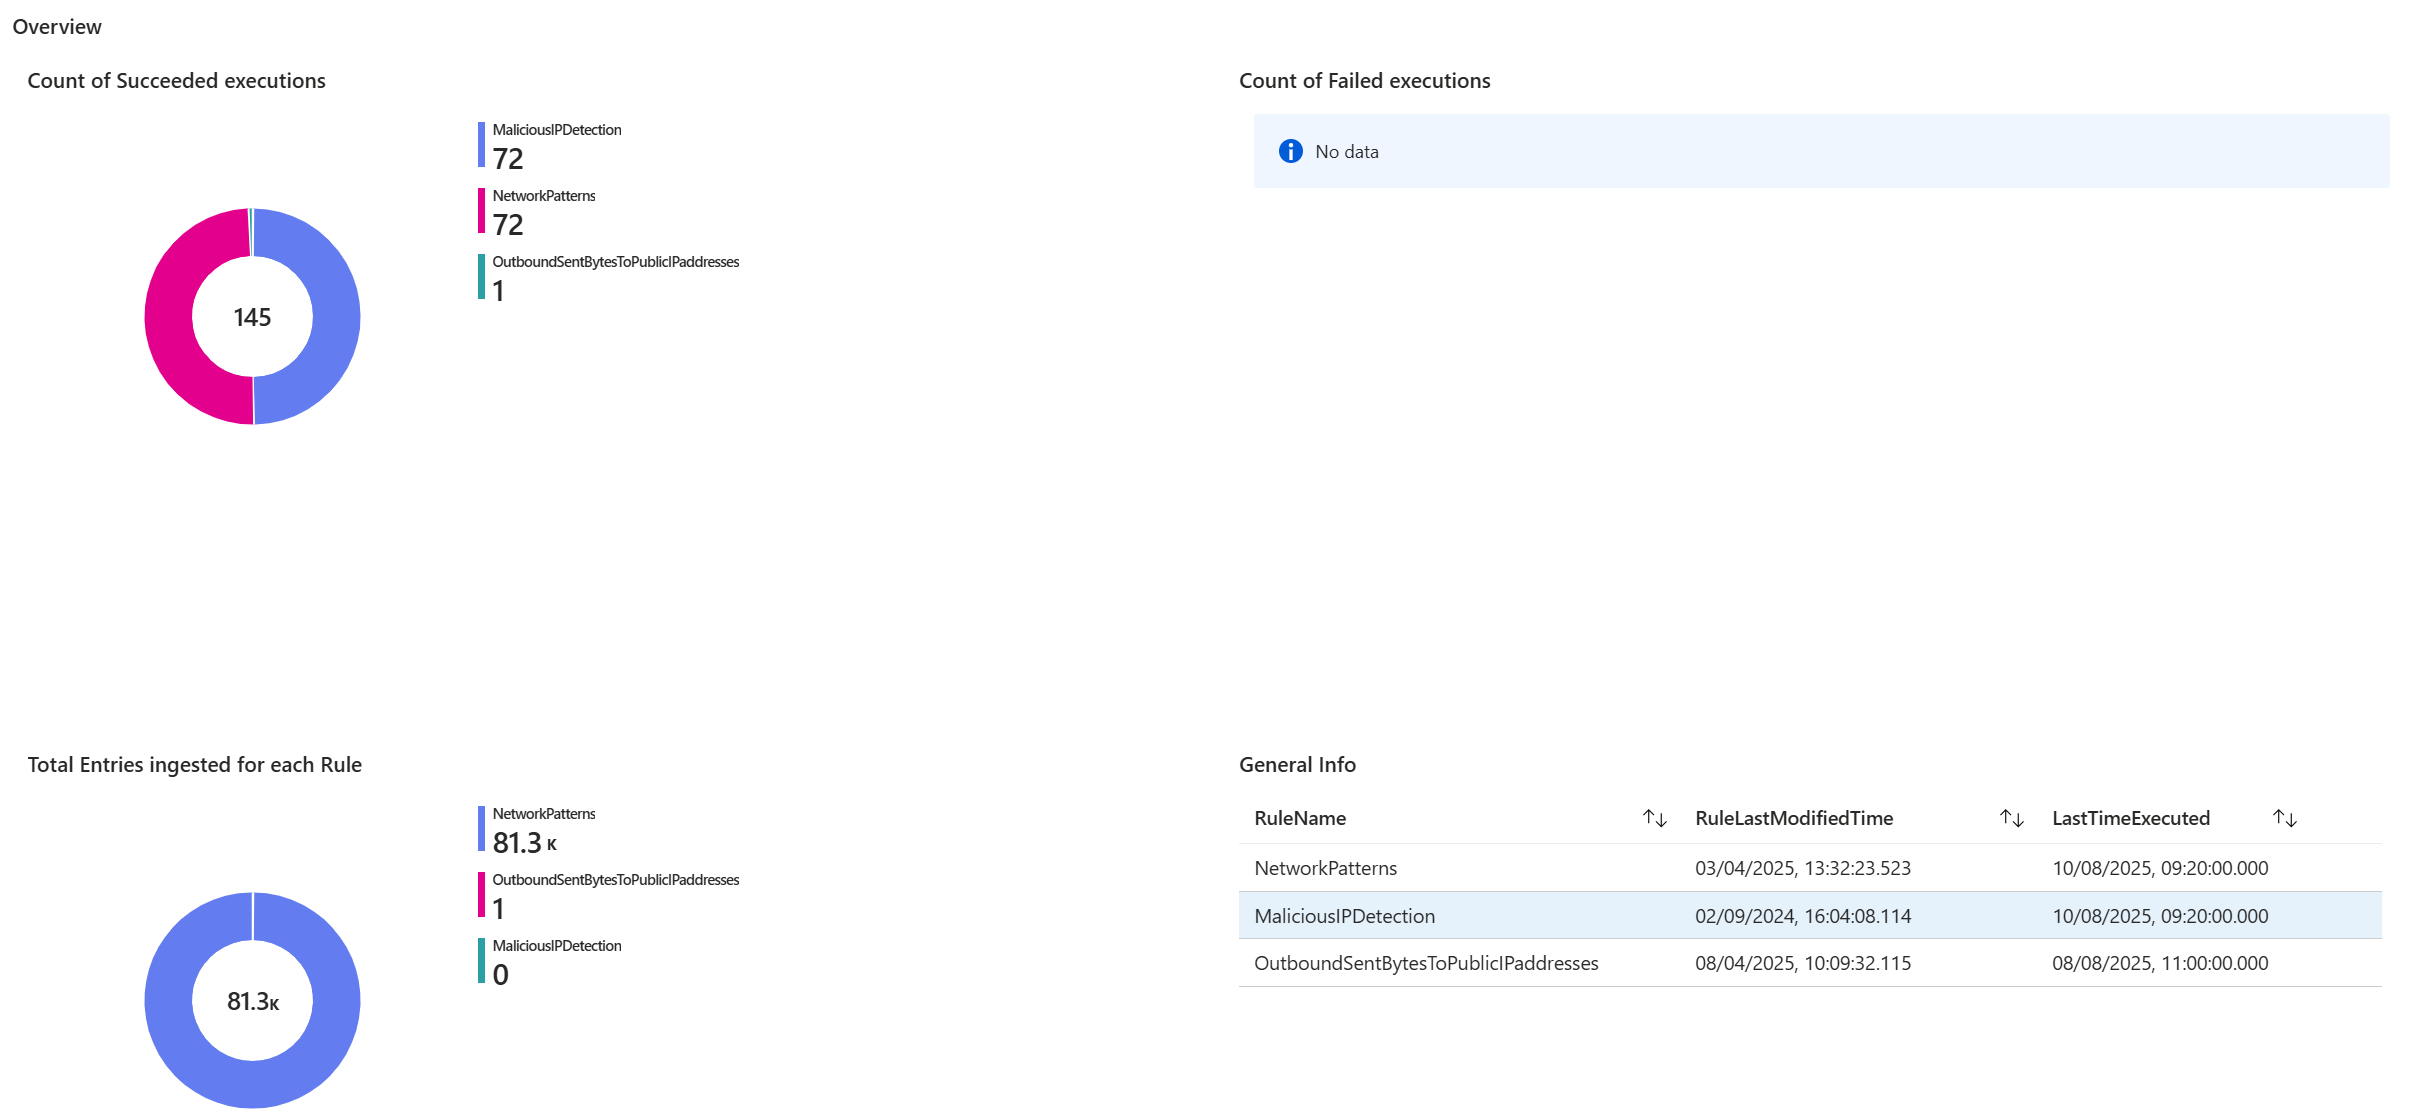 Overview
Count of Succeeded executions
MaliciousIPDetection
72
NetworkPatterns
72
OutboundSentBytesToPublicIPaddresses
1
145
Count of Failed executions
No data
Total Entries ingested for each Rule
NetworkPatterns
81.3 K
OutboundSentBytesToPublicIPaddresses
1
MaliciousIPDetection
0
81.3K
General Info
RuleName RuleLastModifiedTime LastTimeExecuted
NetworkPatterns 03/04/2025, 13:32:23.523 10/08/2025, 09:20:00.000
MaliciousIPDetection 02/09/2024, 16:04:08.114 10/08/2025, 09:20:00.000
OutboundSentBytesToPublicIPaddresses 08/04/2025, 10:09:32.115 08/08/2025, 11:00:00.000